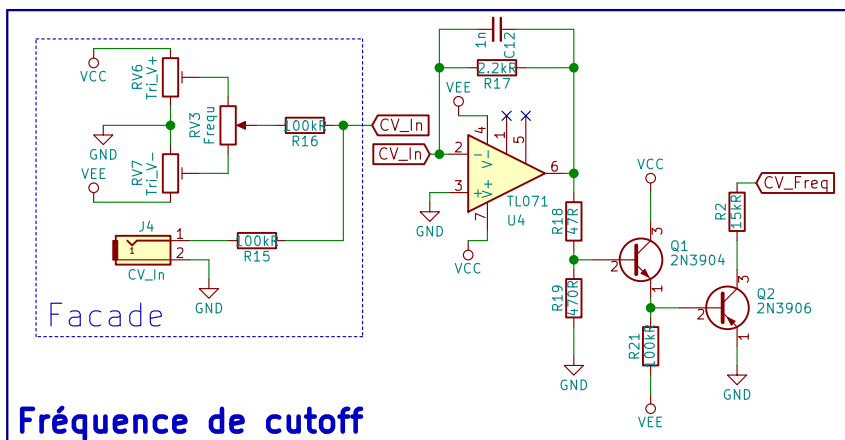 1n
C12
2.2kR
R17
VCC
RV6
Tri_V+
RV3
Frequ
100kR
R16
CV_In
GND
VEE
RV7
Tri_V-
J4
1
2
1
CV_In
100kR
R15
GND
Facade
CV_In
VEE
4
1
5
2
V-
3
V+
7
6
TL071
U4
GND
VCC
R18
47R
R19
470R
GND
VCC
3
Q1
2N3904
2
1
R21
100kR
VEE
CV_Freq
R2
15kR
3
Q2
2N3906
2
1
GND
Fréquence de cutoff